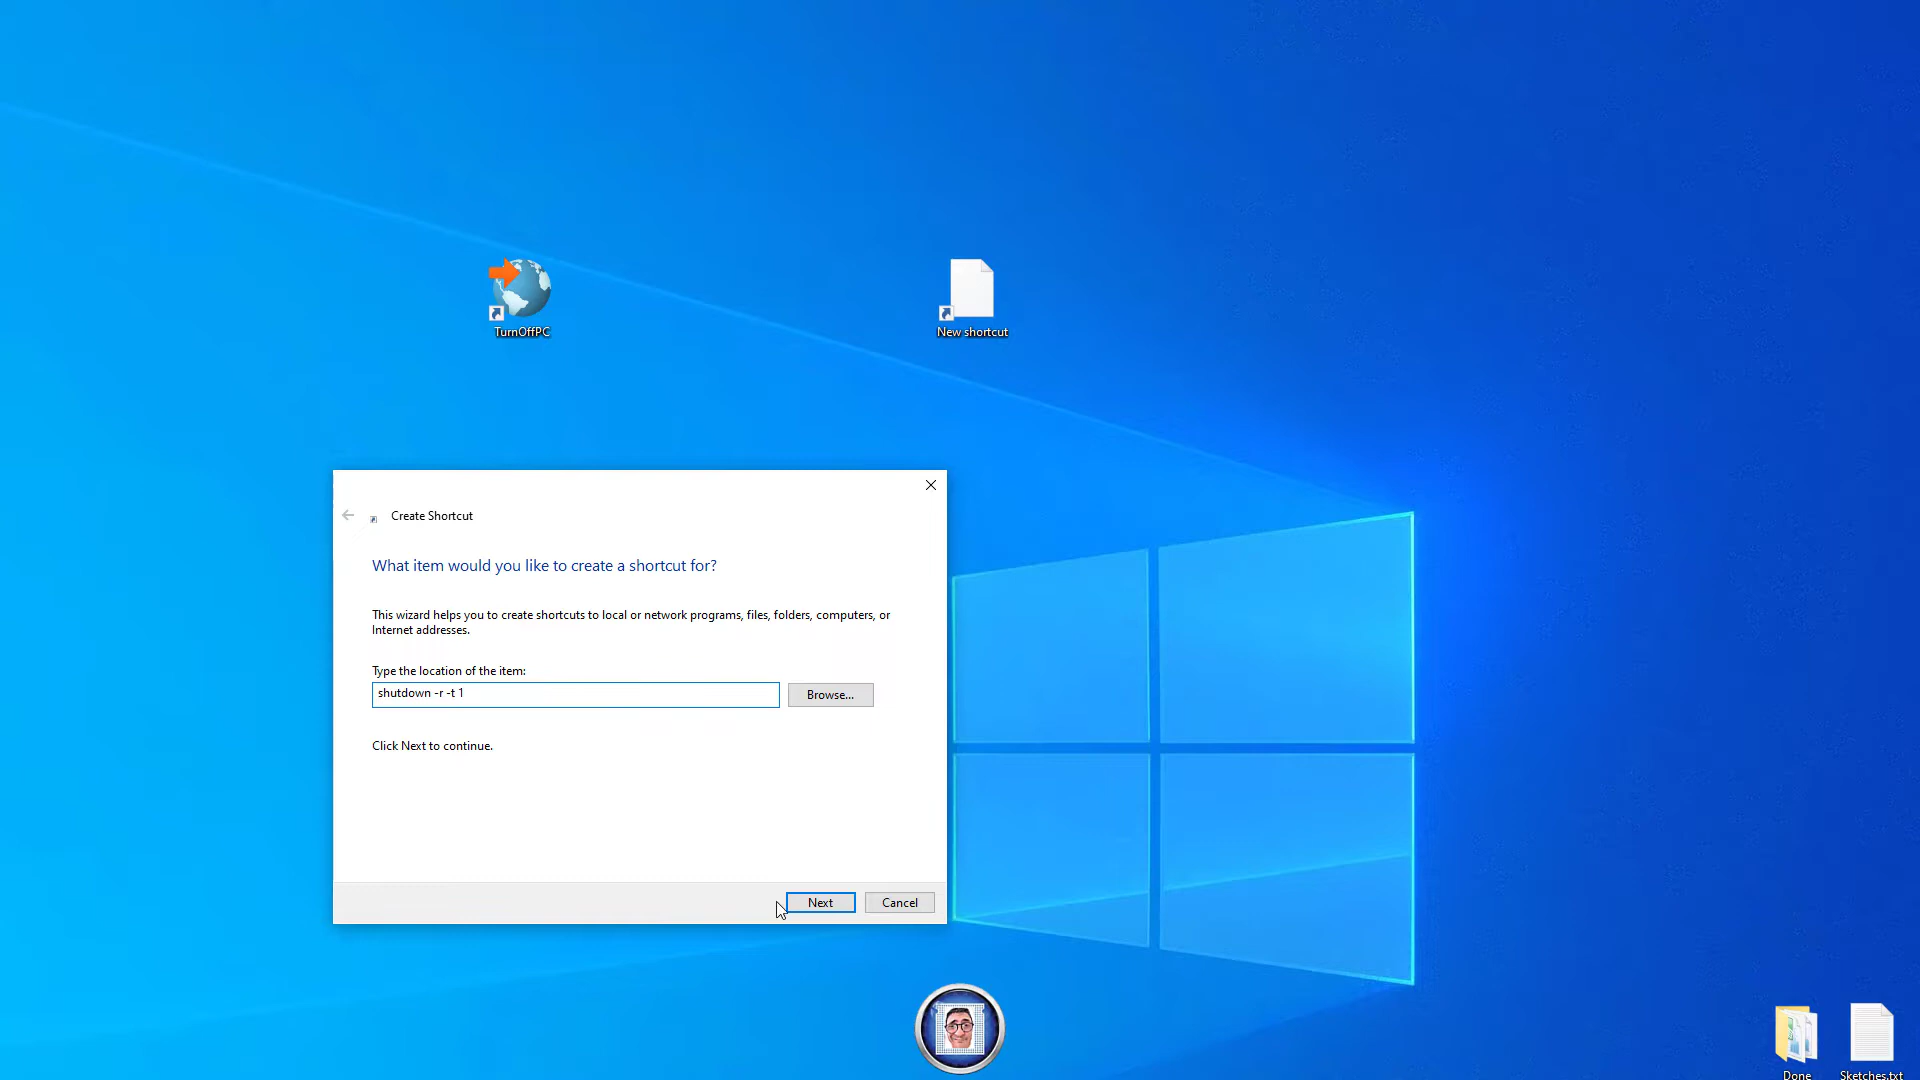 TurnOffPC
New shortcut
Create Shortcut
What item would you like to create a shortcut for?
This wizard helps you to create shortcuts to local or network programs, files, folders, computers, or
Internet addresses.
Type the location of the item:
shutdown -r -t 1
Browse...
Click Next to continue.
Next
Cancel
Done
Sketches.txt